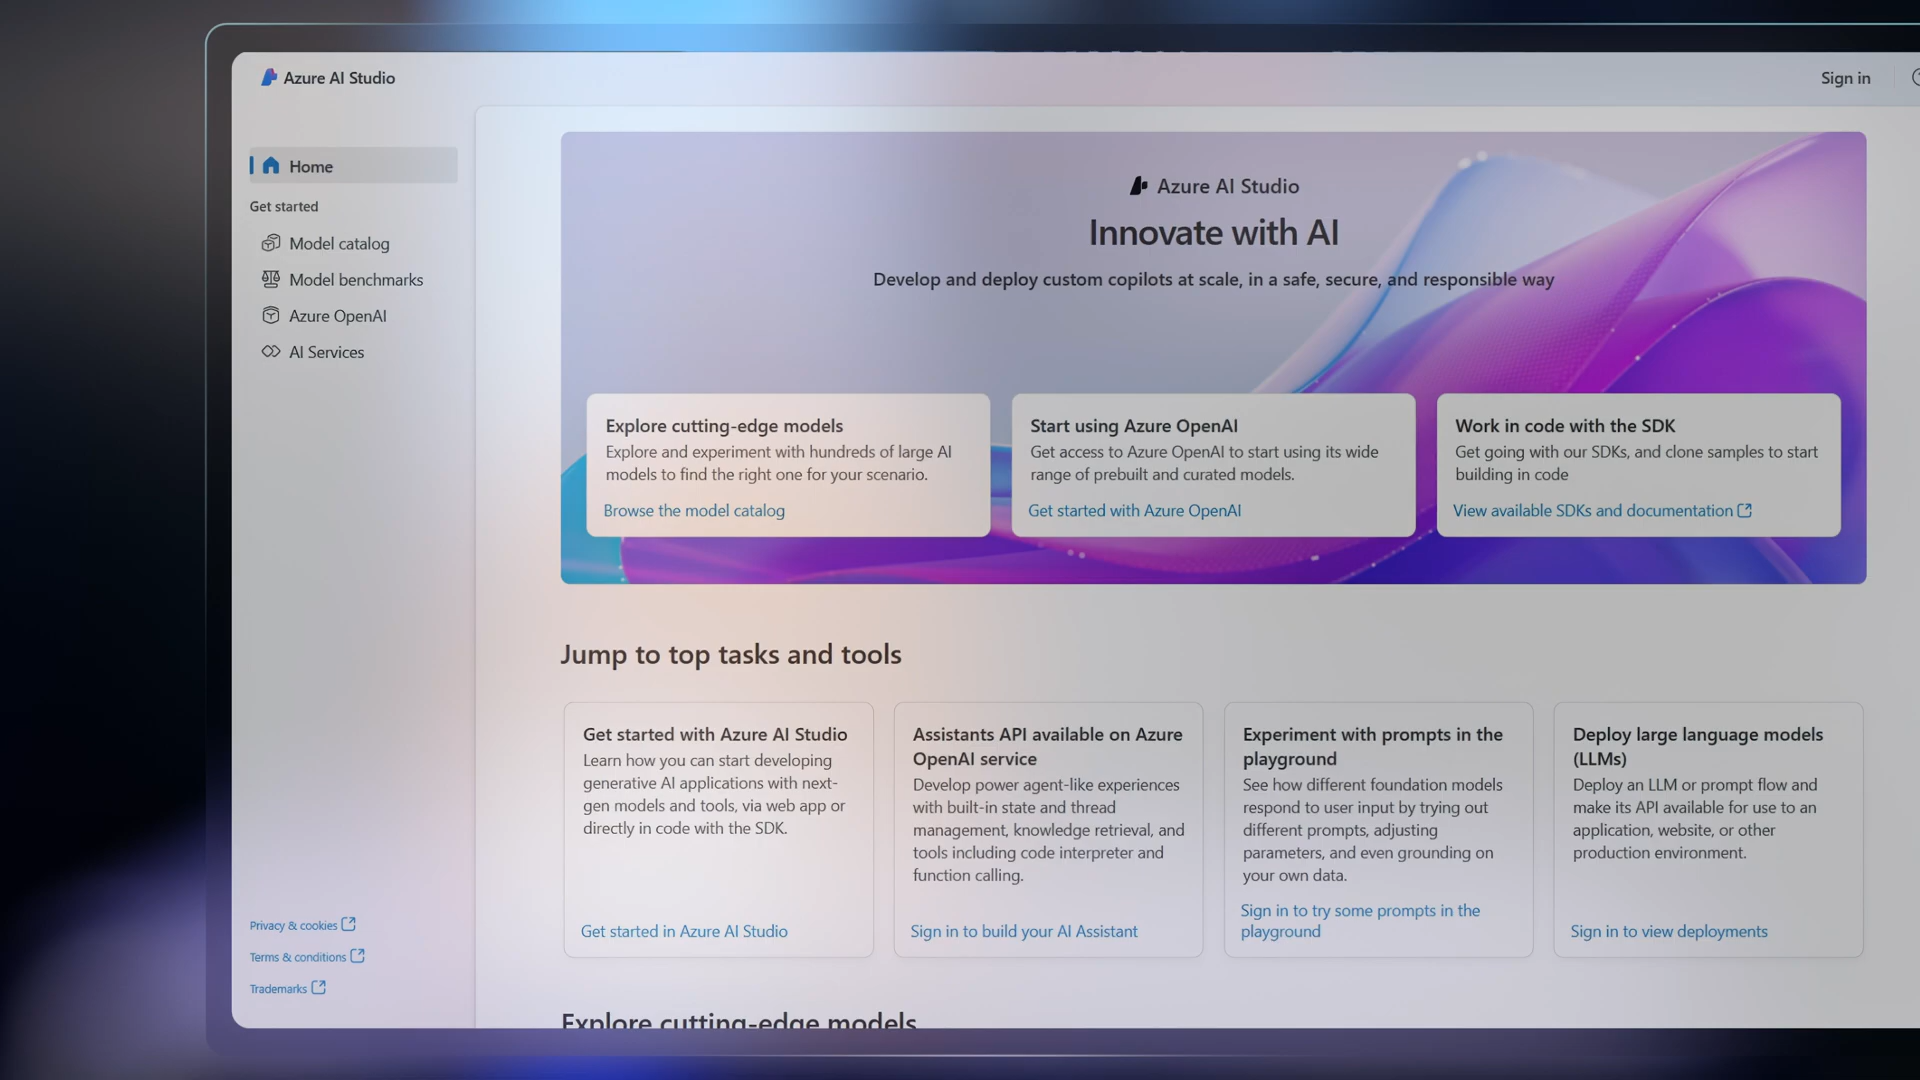 Azure AI Studio
Sign in
Home
Get started
Model catalog
Model benchmarks
Azure OpenAI
AI Services
Privacy & cookies
Terms & conditions
Trademarks
Azure AI Studio
Innovate with AI
Develop and deploy custom copilots at scale, in a safe, secure, and responsible way
Explore cutting-edge models
Explore and experiment with hundreds of large AI
models to find the right one for your scenario.
Browse the model catalog
Start using Azure OpenAI
Get access to Azure OpenAI to start using its wide
range of prebuilt and curated models.
Get started with Azure OpenAI
Work in code with the SDK
Get going with our SDKs, and clone samples to start
building in code
View available SDKs and documentation
Jump to top tasks and tools
Get started with Azure AI Studio
Learn how you can start developing
generative AI applications with next-
gen models and tools, via web app or
directly in code with the SDK.
Get started in Azure AI Studio
Assistants API available on Azure
OpenAI service
Develop power agent-like experiences
with built-in state and thread
management, knowledge retrieval, and
tools including code interpreter and
function calling.
Sign in to build your AI Assistant
Experiment with prompts in the
playground
See how different foundation models
respond to user input by trying out
different prompts, adjusting
parameters, and even grounding on
your own data.
Sign in to try some prompts in the
playground
Deploy large language models
(LLMs)
Deploy an LLM or prompt flow and
make its API available for use to an
application, website, or other
production environment.
Sign in to view deployments
Explore cutting-edge models